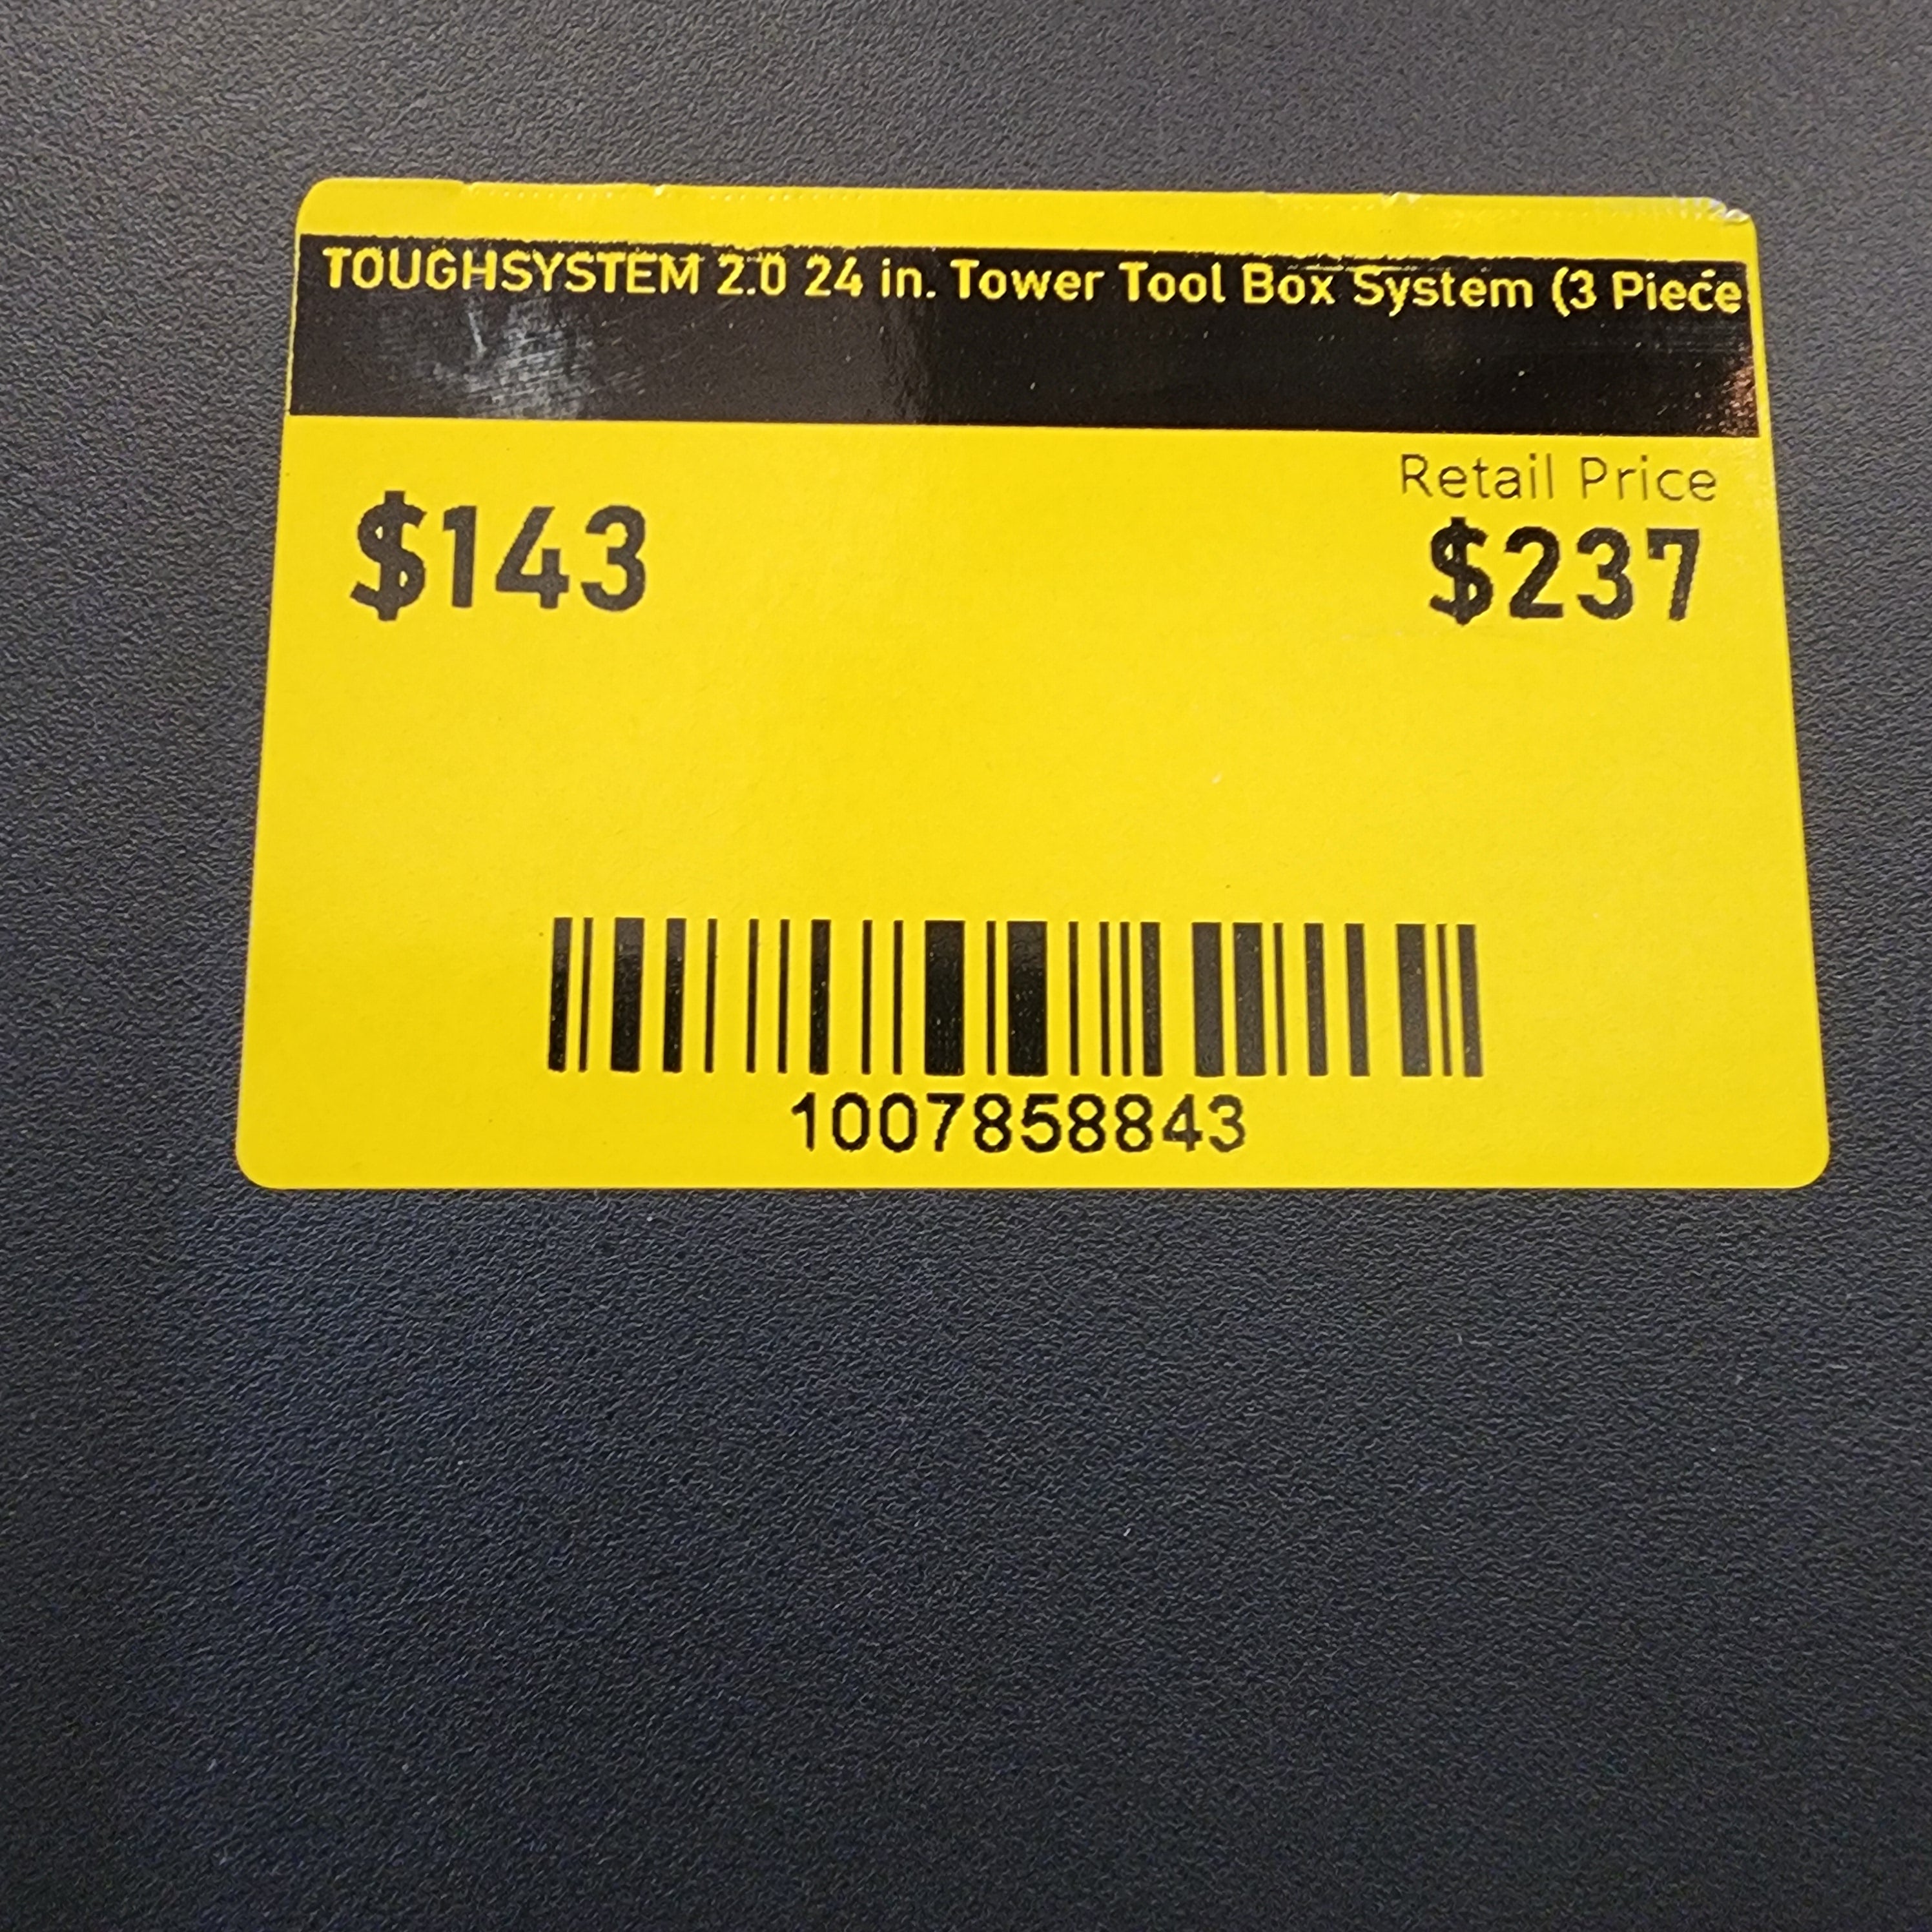 TOUGHSYSTEM 2.0 24 in. Tower Tool Box System (3 Piece
Retail Price
$143 $237
1007858843